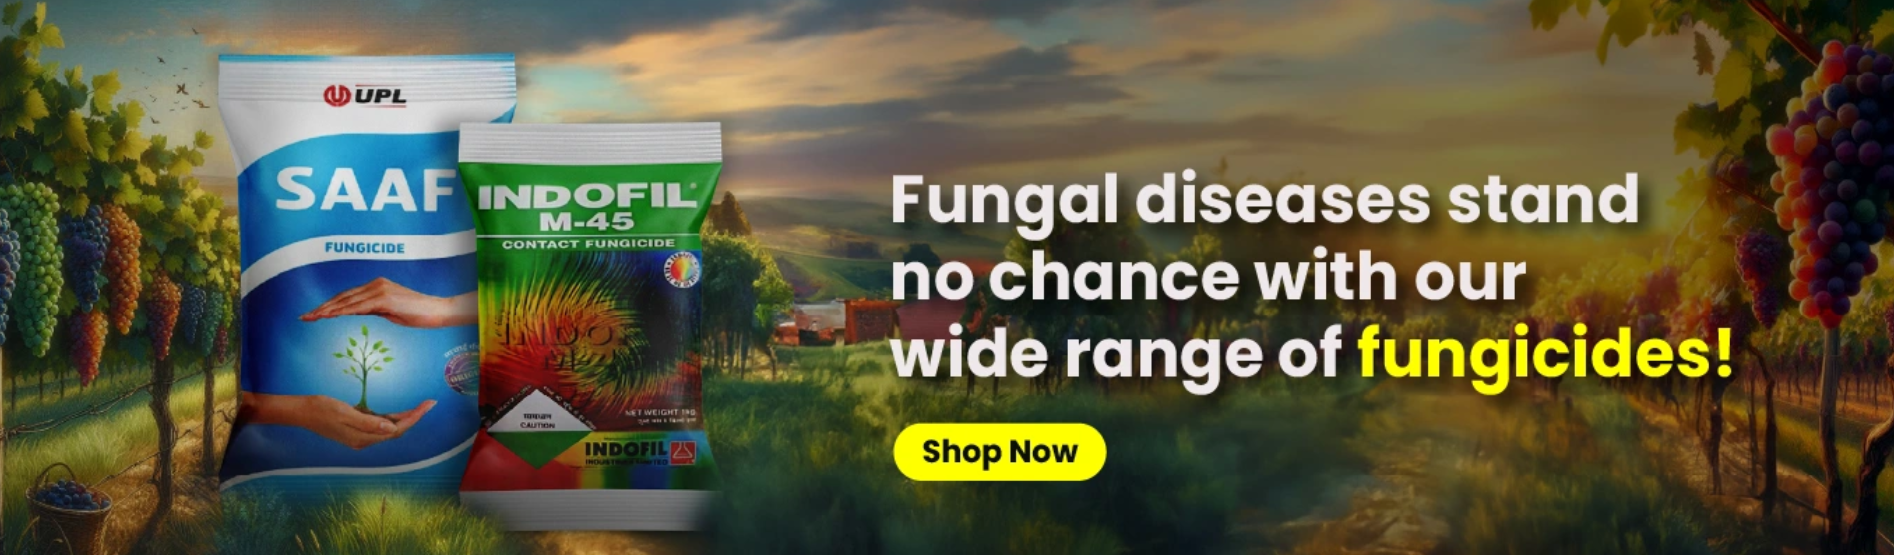 UPL
SAAF
FUNGICIDE
INDOFIL
M-45
CONTACT FUNGICIDE
CAUTION
NET WEIGHT 1KG
INDOFIL
Fungal diseases stand
no chance with our
wide range of fungicides!
Shop Now